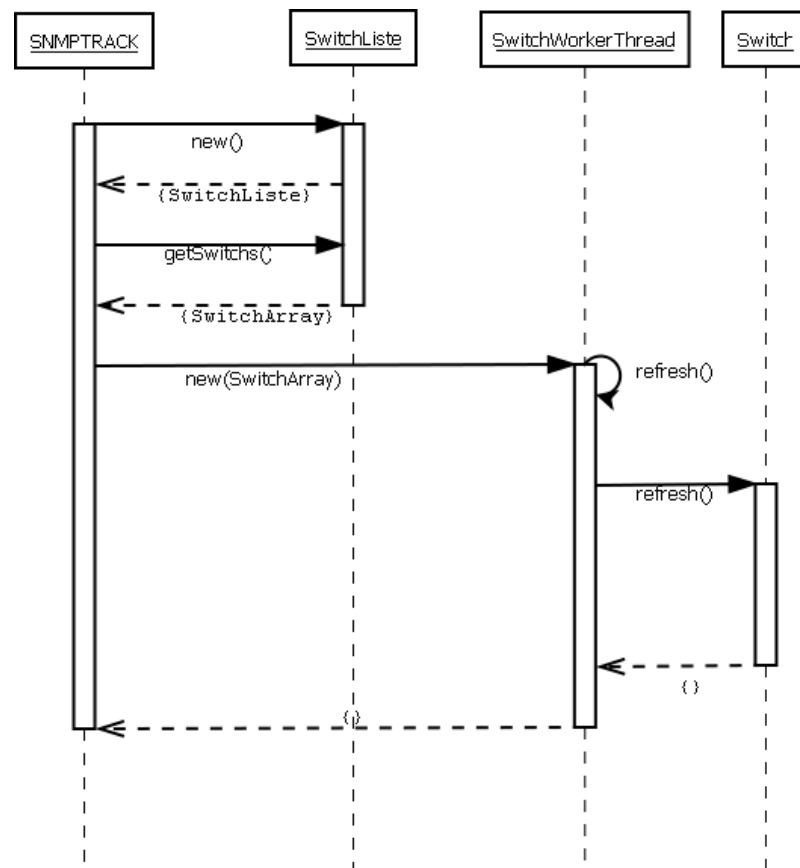 SNMPTRACK
SwitchListe
SwitchWorkerThread
Switch
new()
{SwitchListe}
getSwitchs()
{SwitchArray}
new(SwitchArray)
refresh()
refresh()
{}
{}